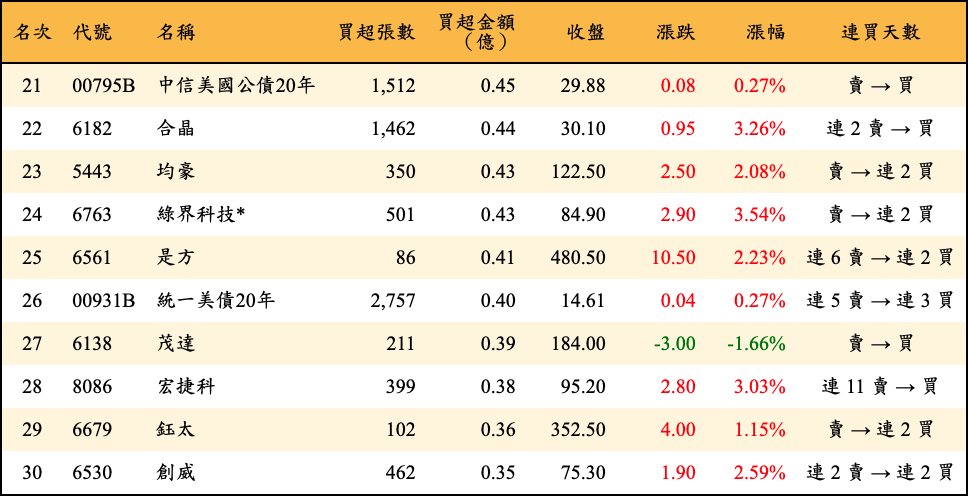 名次 代號 名稱 買超張數 買超金額（億） 收盤 漲跌 漲幅 連買天數
21 00795B 中信美國公債20年 1,512 0.45 29.88 0.08 0.27% 賣 → 買
22 6182 合晶 1,462 0.44 30.10 0.95 3.26% 連 2 賣 → 買
23 5443 均豪 350 0.43 122.50 2.50 2.08% 賣 → 連 2 買
24 6763 綠界科技* 501 0.43 84.90 2.90 3.54% 賣 → 連 2 買
25 6561 是方 86 0.41 480.50 10.50 2.23% 連 6 賣 → 連 2 買
26 00931B 統一美債20年 2,757 0.40 14.61 0.04 0.27% 連 5 賣 → 連 3 買
27 6138 茂達 211 0.39 184.00 -3.00 -1.66% 賣 → 買
28 8086 宏捷科 399 0.38 95.20 2.80 3.03% 連 11 賣 → 買
29 6679 鈺太 102 0.36 352.50 4.00 1.15% 賣 → 連 2 買
30 6530 創威 462 0.35 75.30 1.90 2.59% 連 2 賣 → 連 2 買